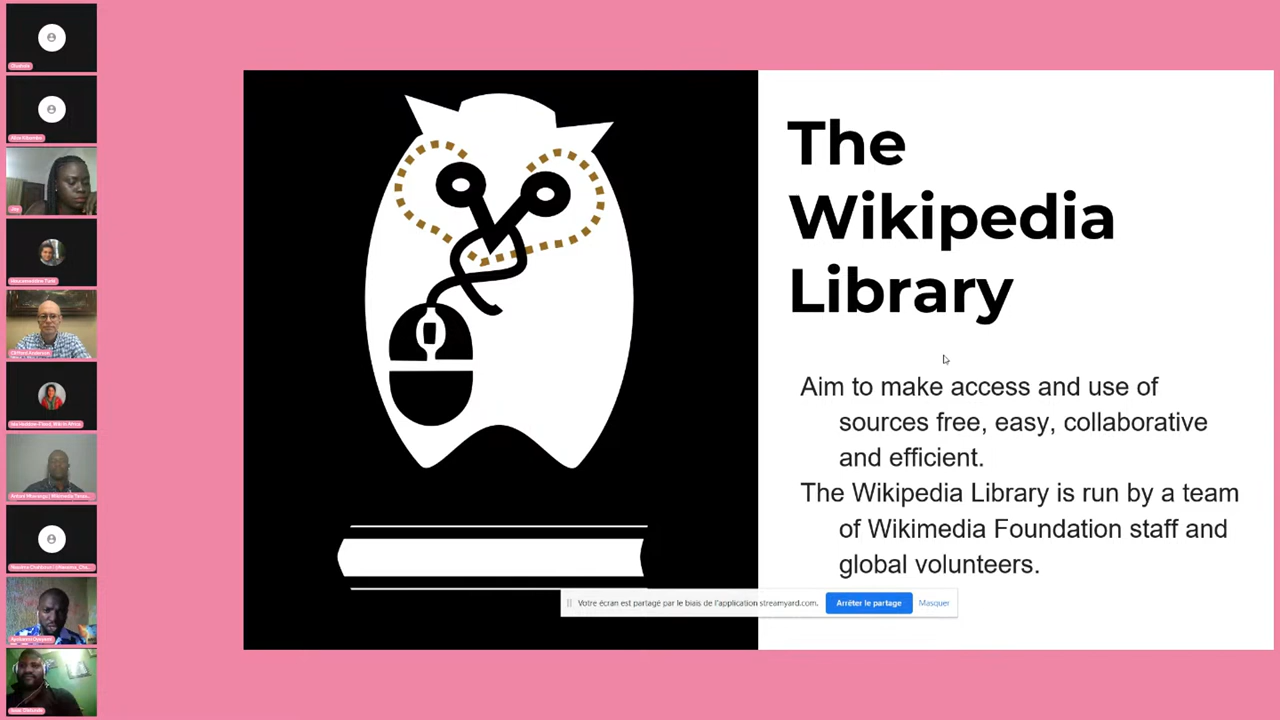 The
Wikipedia
Library
Aim to make access and use of
sources free, easy, collaborative
and efficient.
The Wikipedia Library is run by a team
of Wikimedia Foundation staff and
global volunteers.
Votre écran est partagé par le biais de l'application streamyard.com.
Arrêter le partage
Masquer
Clifford Anderson